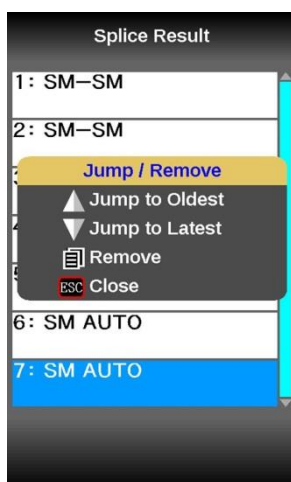 Splice Result
1: SM–SM
2: SM–SM
Jump / Remove
Jump to Oldest
Jump to Latest
Remove
ESC Close
6: SM AUTO
7: SM AUTO